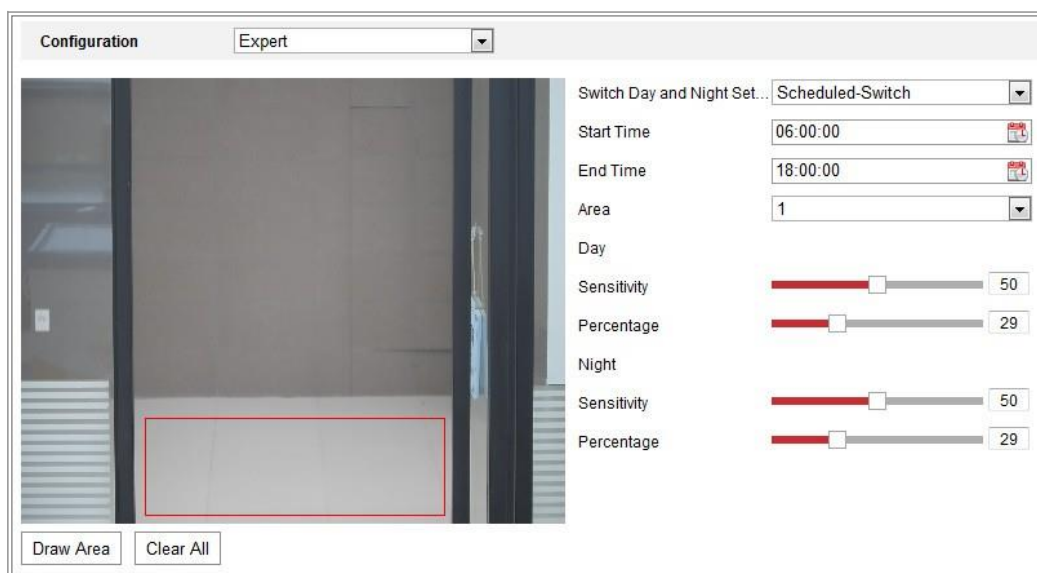 Configuration Expert
Switch Day and Night Set... Scheduled-Switch
Start Time 06:00:00
End Time 18:00:00
Area 1
Day
Sensitivity 50
Percentage 29
Night
Sensitivity 50
Percentage 29
Draw Area Clear All